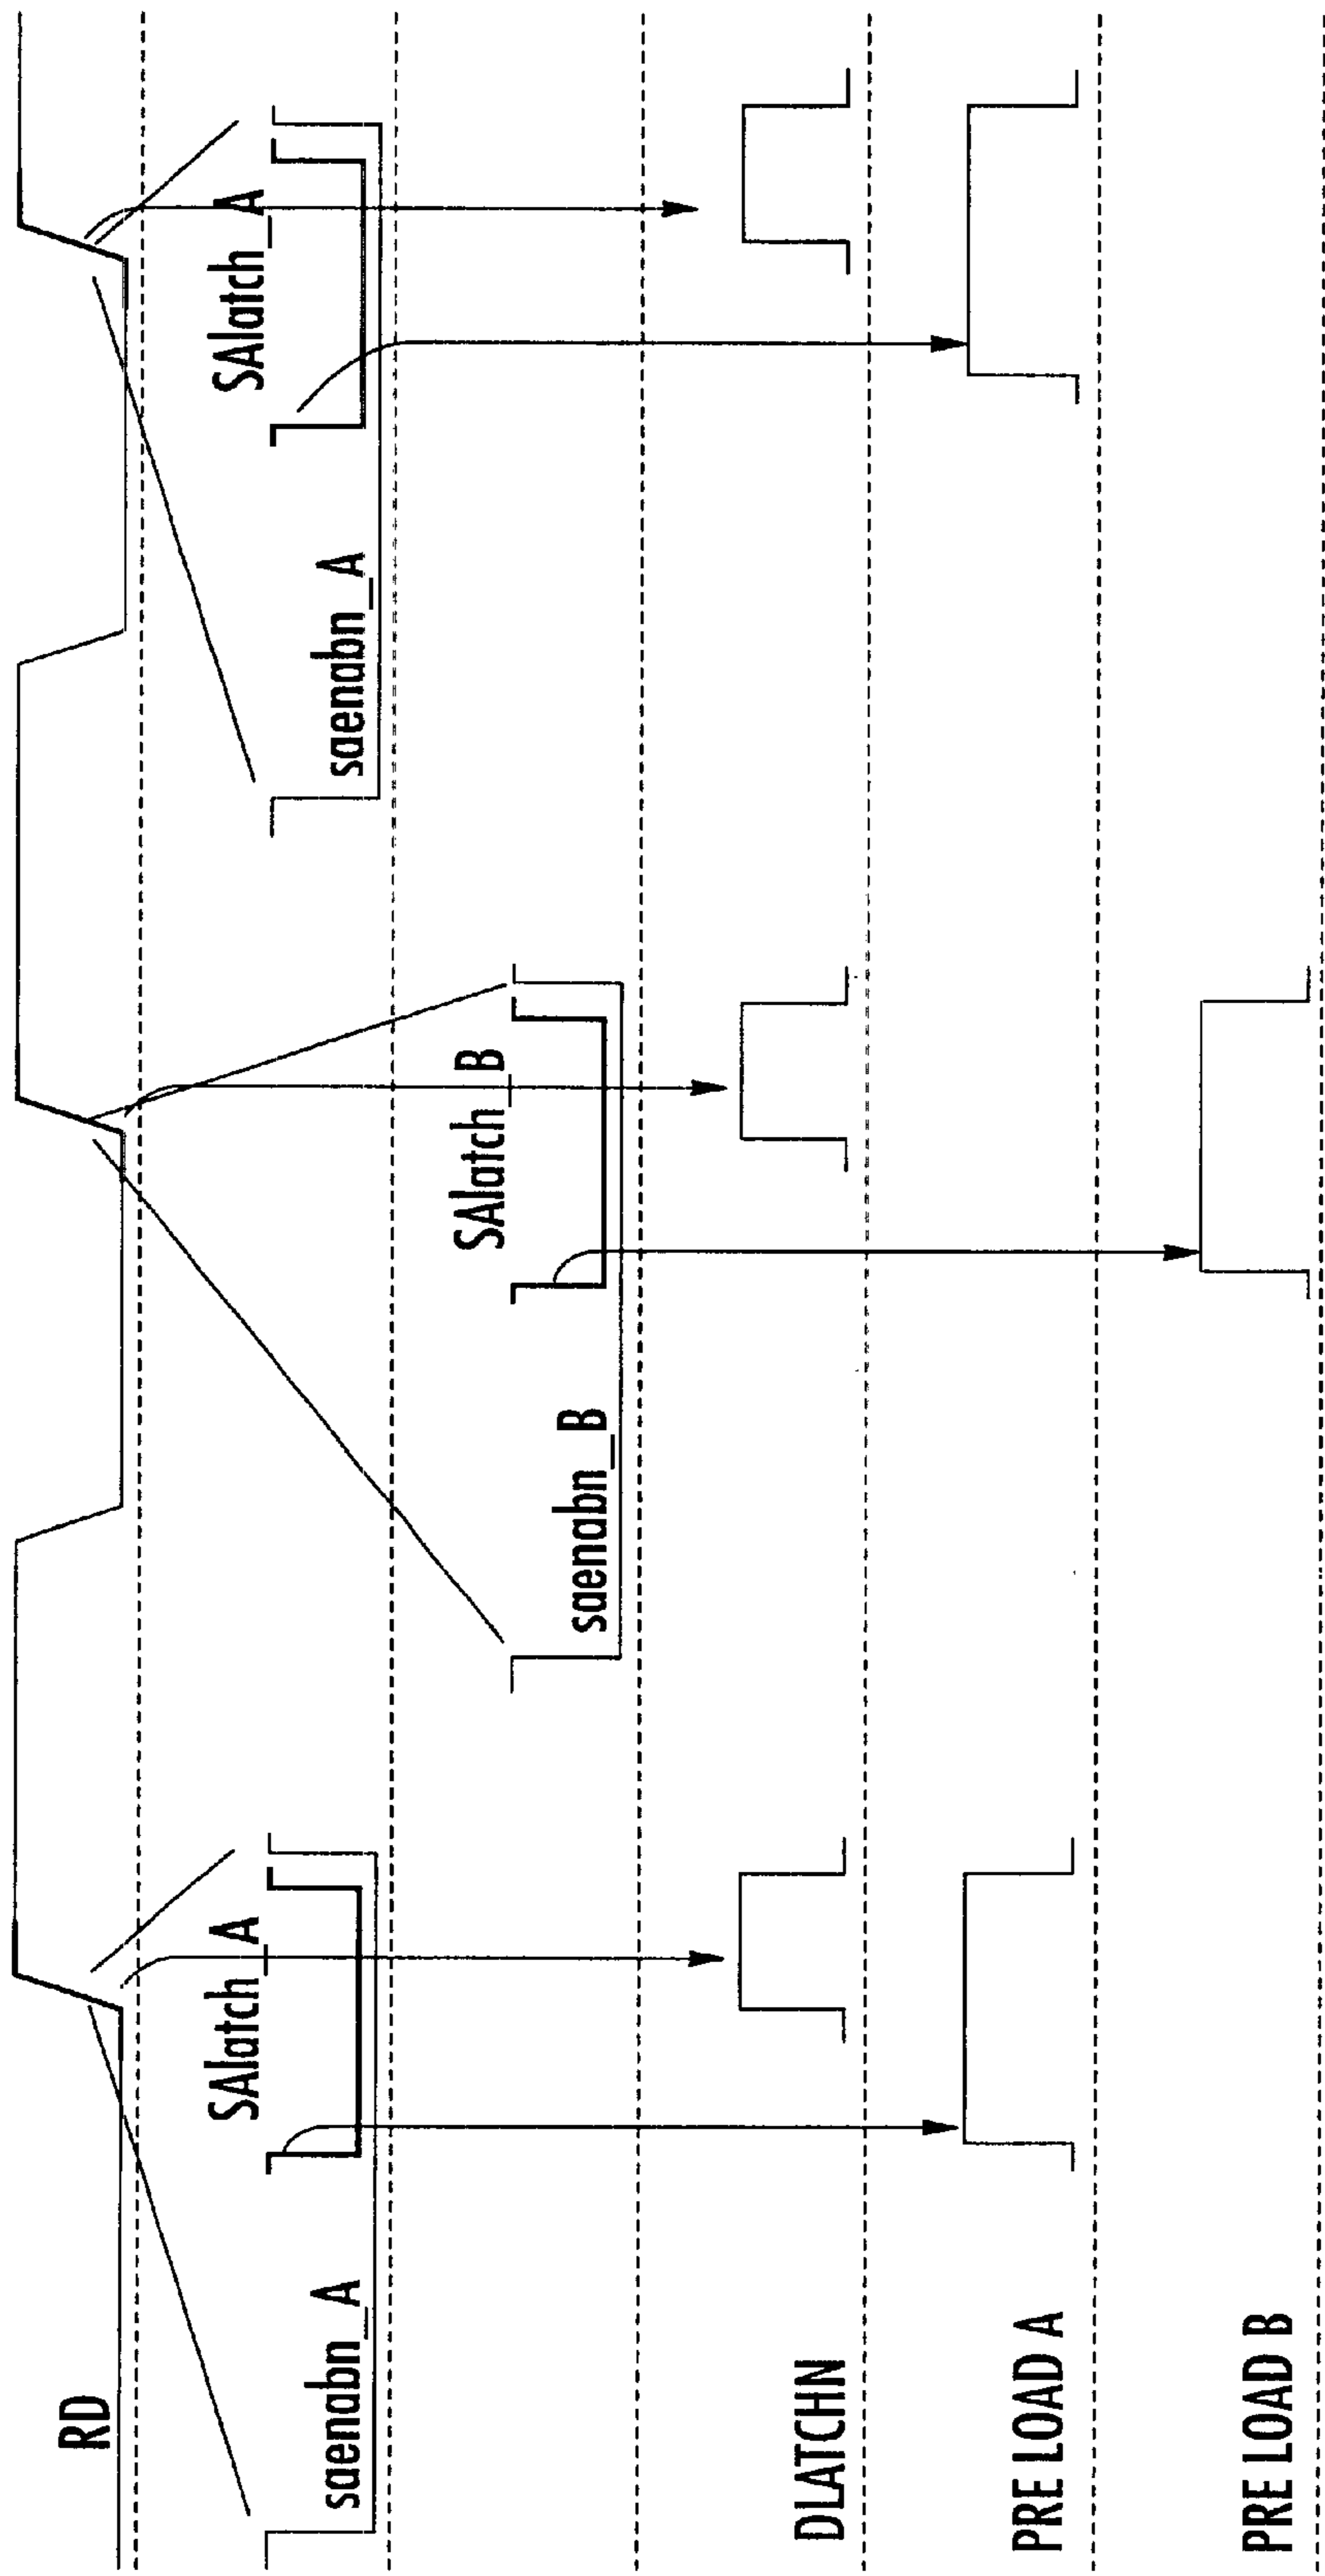 RD
saenabn_A
SAlatch_A
saenabn_B
SAlatch_B
saenabn_A
SAlatch_A
DLATCHN
PRE LOAD A
PRE LOAD B